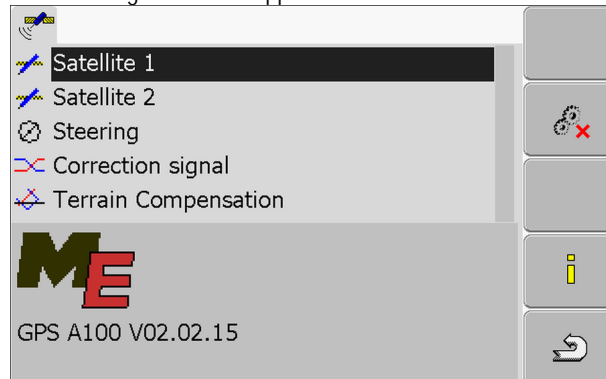 Satellite 1
Satellite 2
Steering
Correction signal
Terrain Compensation
ME
GPS A100 V02.02.15